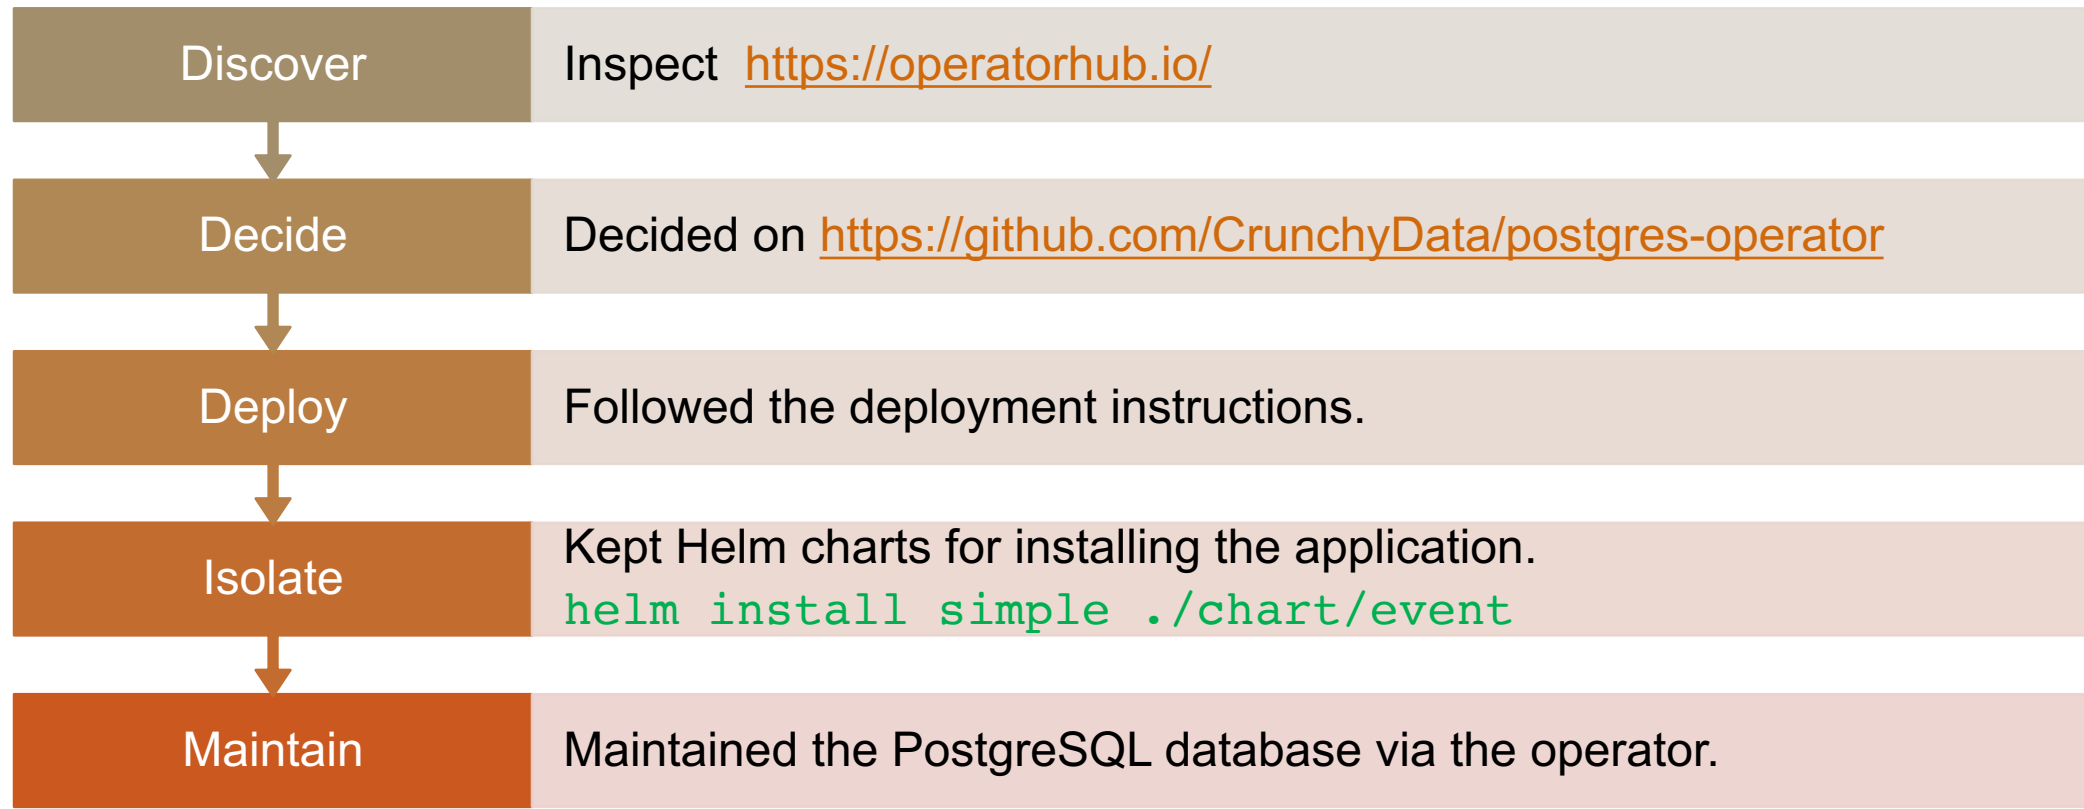 Discover
Inspect  https://operatorhub.io/
Decide
Decided on https://github.com/CrunchyData/postgres-operator
Deploy
Followed the deployment instructions.
Isolate
Kept Helm charts for installing the application.
helm install simple ./chart/event
Maintain
Maintained the PostgreSQL database via the operator.